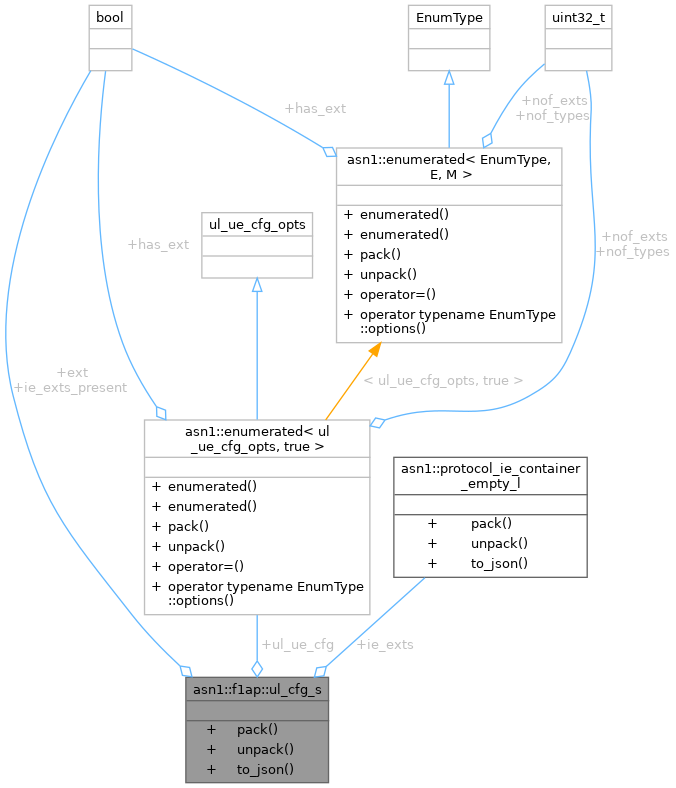 bool
EnumType
uint32_t
+has_ext
+nof_exts
+nof_types
asn1::enumerated< EnumType,
E, M >
+ enumerated()
+ enumerated()
+ pack()
+ unpack()
+ operator=()
+ operator typename EnumType
::options()
ul_ue_cfg_opts
+has_ext
+nof_exts
+nof_types
+ext
+ie_exts_present
< ul_ue_cfg_opts, true >
asn1::enumerated< ul
_ue_cfg_opts, true >
+ enumerated()
+ enumerated()
+ pack()
+ unpack()
+ operator=()
+ operator typename EnumType
::options()
asn1::protocol_ie_container
_empty_l
+ pack()
+ unpack()
+ to_json()
+ul_ue_cfg
+ie_exts
asn1::f1ap::ul_cfg_s
+ pack()
+ unpack()
+ to_json()